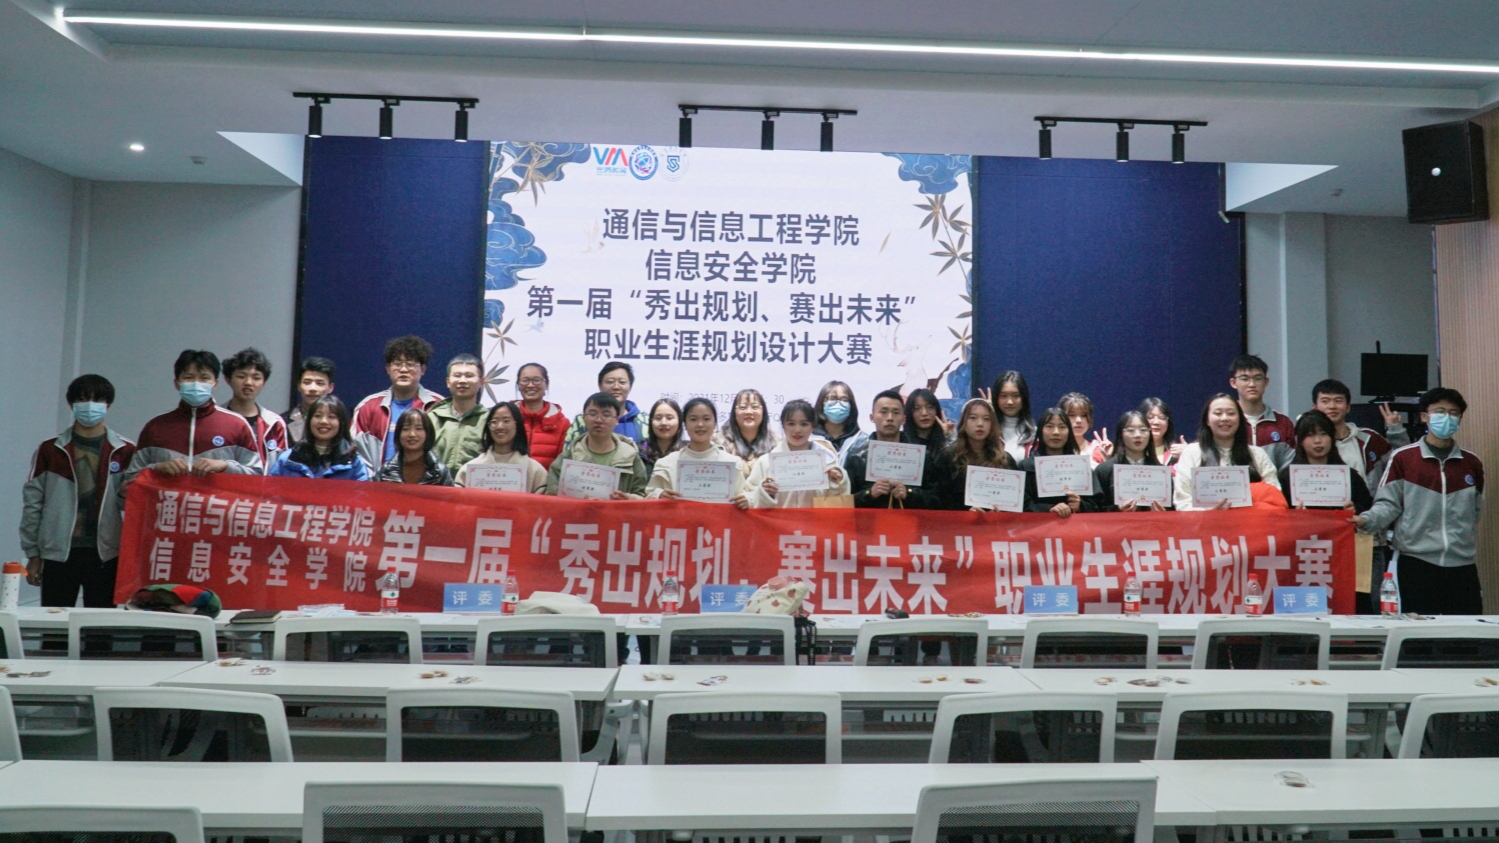 通信与信息工程学院
信息安全学院
第一届“秀出规划、赛出未来”
职业生涯规划设计大赛
通信与信息工程学院
信息安全学院
第一届“秀出规划、赛出未来”职业生涯规划大赛
评委
评委
评委
评委